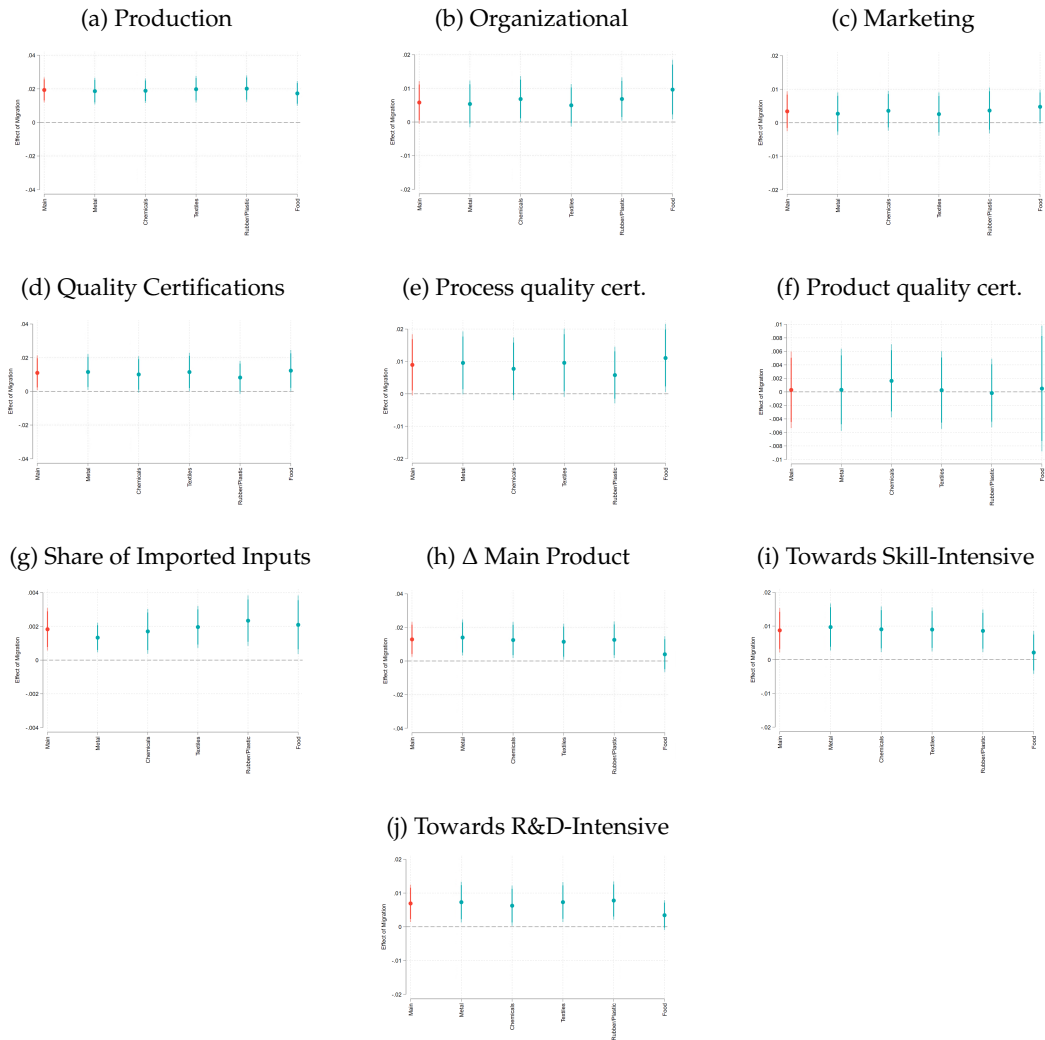 (a) Production
(b) Organizational
(c) Marketing
Effect of Migration
.04
.02
0
-.02
-.04
Main
Metal
Chemicals
Textiles
Rubber/Plastic
Food
Effect of Migration
.02
.01
0
-.01
-.02
Main
Metal
Chemicals
Textiles
Rubber/Plastic
Food
Effect of Migration
.02
.01
0
-.01
-.02
Main
Metal
Chemicals
Textiles
Rubber/Plastic
Food
(d) Quality Certifications
(e) Process quality cert.
(f) Product quality cert.
Effect of Migration
.04
.02
0
-.02
-.04
Main
Metal
Chemicals
Textiles
Rubber/Plastic
Food
Effect of Migration
.02
.01
0
-.01
-.02
Main
Metal
Chemicals
Textiles
Rubber/Plastic
Food
Effect of Migration
.01
.008
.006
.004
.002
0
-.002
-.004
-.006
-.008
-.01
Main
Metal
Chemicals
Textiles
Rubber/Plastic
Food
(g) Share of Imported Inputs
(h) Δ Main Product
(i) Towards Skill-Intensive
Effect of Migration
.004
.002
0
-.002
-.004
Main
Metal
Chemicals
Textiles
Rubber/Plastic
Food
Effect of Migration
.04
.02
0
-.02
-.04
Main
Metal
Chemicals
Textiles
Rubber/Plastic
Food
Effect of Migration
.02
.01
0
-.01
-.02
Main
Metal
Chemicals
Textiles
Rubber/Plastic
Food
(j) Towards R&D-Intensive
Effect of Migration
.02
.01
0
-.01
-.02
Main
Metal
Chemicals
Textiles
Rubber/Plastic
Food